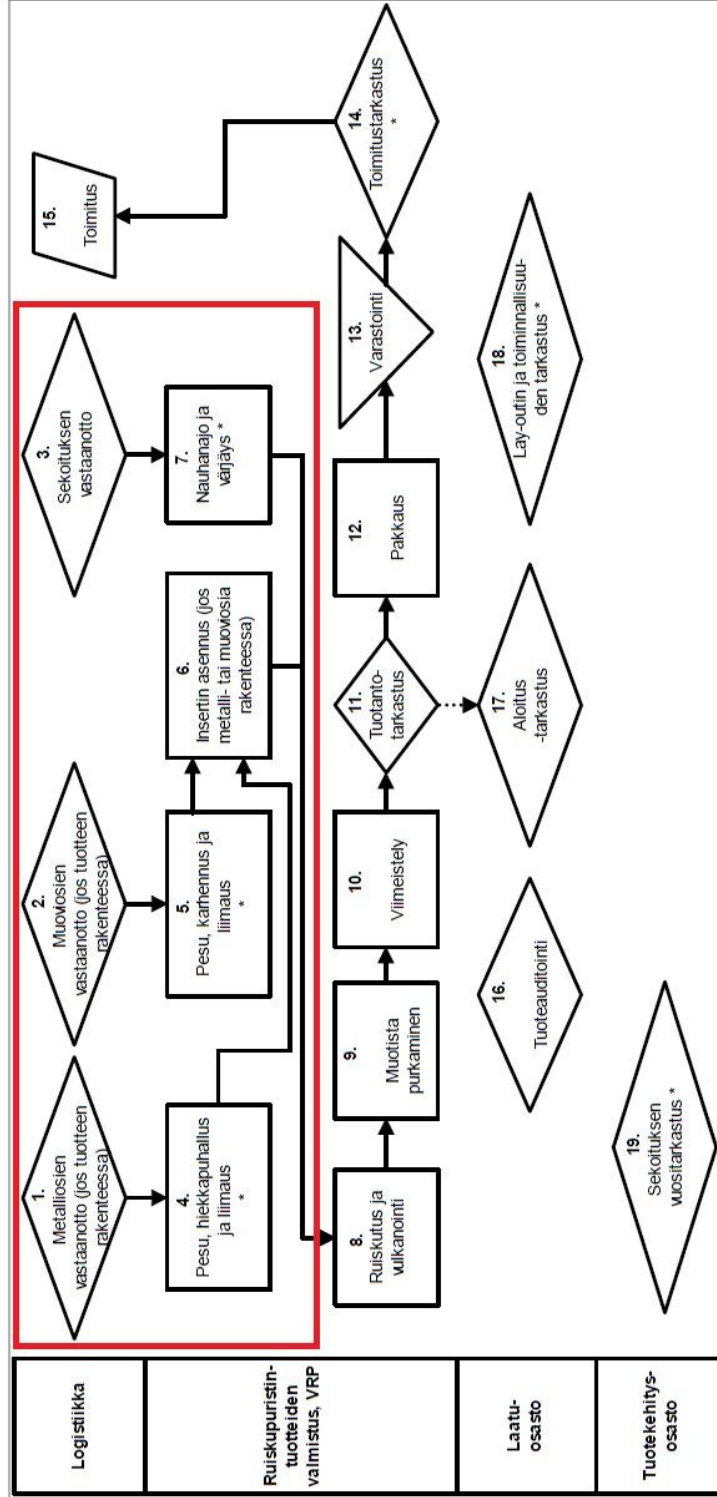 Logistiikka
1.
Metalliosien
vastaanotto (jos tuotteen
rakenteessa)
2.
Muoviosien
vastaanotto (jos tuotteen
rakenteessa)
3.
Sekoituksen
vastaanotto
15.
Toimitus
Ruiskupuristin-
tuotteiden
valmistus, VRP
4.
Pesu, hiekkapuhallus
ja liimaus
*
5.
Pesu, karhennus ja
liimaus
*
6.
Insertin asennus (jos
metalli- tai muoviosia
rakenteessa)
7.
Nauhanajo ja
värjäys *
8.
Ruiskutus ja
vulkanointi
9.
Muotista
purkaminen
10.
Viimeistely
11.
Tuotanto-
tarkastus
12.
Pakkaus
13.
Varastointi
14.
Toimitustarkastus
*
Laatu-
osasto
16.
Tuoteauditointi
17.
Aloitus
-tarkastus
18.
Lay-outin ja toiminnallisuu-
den tarkastus *
Tuotekehitys-
osasto
19.
Sekoituksen
vuositarkastus *